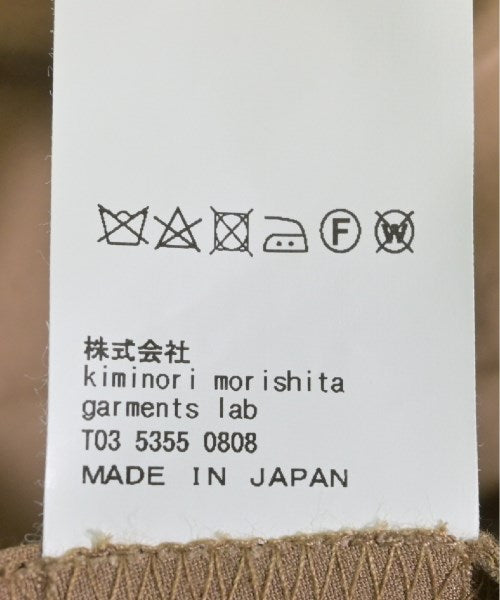 F W
株式会社
kiminori morishita
garments lab
T03 5355 0808
MADE IN JAPAN